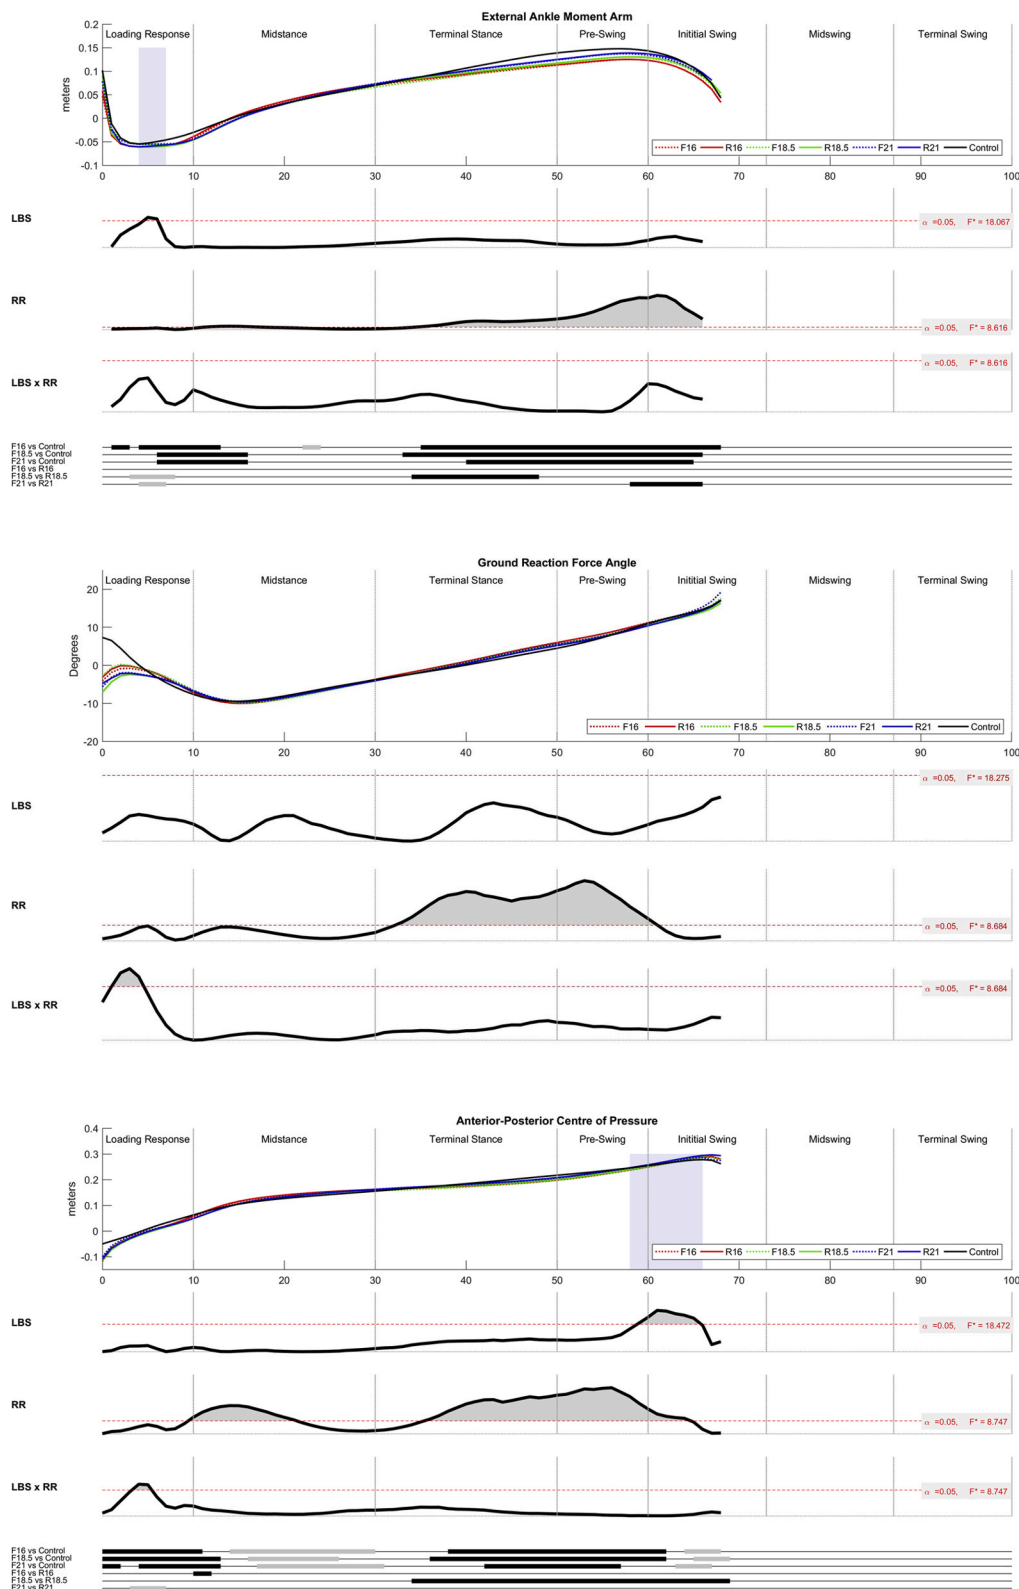 External Ankle Moment Arm
Loading Response Midstance Terminal Stance Pre-Swing Inititial Swing Midswing Terminal Swing
meters
0.2
0.15
0.1
0.05
0
-0.05
-0.1
F16 R16 F18.5 R18.5 F21 R21 Control
0 10 20 30 40 50 60 70 80 90 100
LBS
α =0.05, F* = 18.067
RR
α =0.05, F* = 8.616
LBS x RR
α =0.05, F* = 8.616
F16 vs Control
F18.5 vs Control
F21 vs Control
F16 vs R16
F18.5 vs R18.5
F21 vs R21
Ground Reaction Force Angle
Loading Response Midstance Terminal Stance Pre-Swing Inititial Swing Midswing Terminal Swing
Degrees
20
10
0
-10
-20
F16 R16 F18.5 R18.5 F21 R21 Control
0 10 20 30 40 50 60 70 80 90 100
LBS
α =0.05, F* = 18.275
RR
α =0.05, F* = 8.684
LBS x RR
α =0.05, F* = 8.684
Anterior-Posterior Centre of Pressure
Loading Response Midstance Terminal Stance Pre-Swing Inititial Swing Midswing Terminal Swing
meters
0.4
0.3
0.2
0.1
0
-0.1
F16 R16 F18.5 R18.5 F21 R21 Control
0 10 20 30 40 50 60 70 80 90 100
LBS
α =0.05, F* = 18.472
RR
α =0.05, F* = 8.747
LBS x RR
α =0.05, F* = 8.747
F16 vs Control
F18.5 vs Control
F21 vs Control
F16 vs R16
F18.5 vs R18.5
F21 vs R21